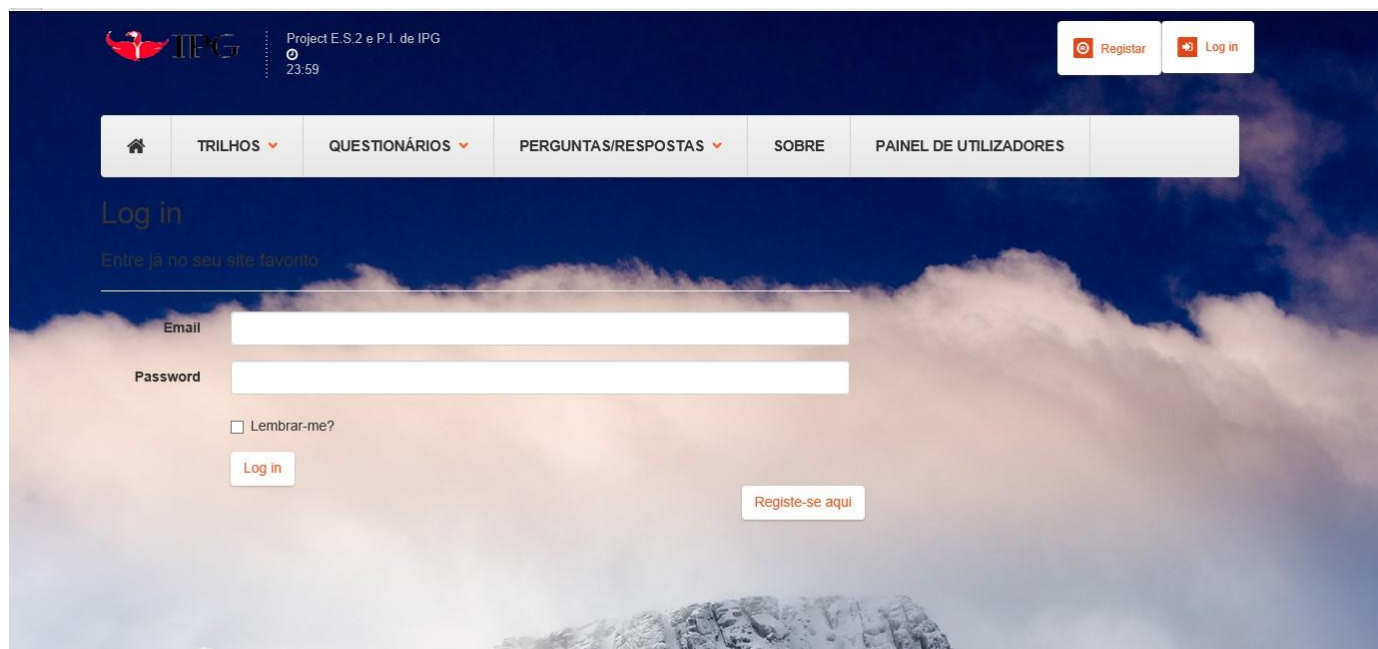 IPG
Project E.S.2 e P.I. de IPG
23:59
Registar
Log in
TRILHOS
QUESTIONÁRIOS
PERGUNTAS/RESPOSTAS
SOBRE
PAINEL DE UTILIZADORES
Log in
Entre já no seu site favorito
Email
Password
Lembrar-me?
Log in
Registe-se aqui